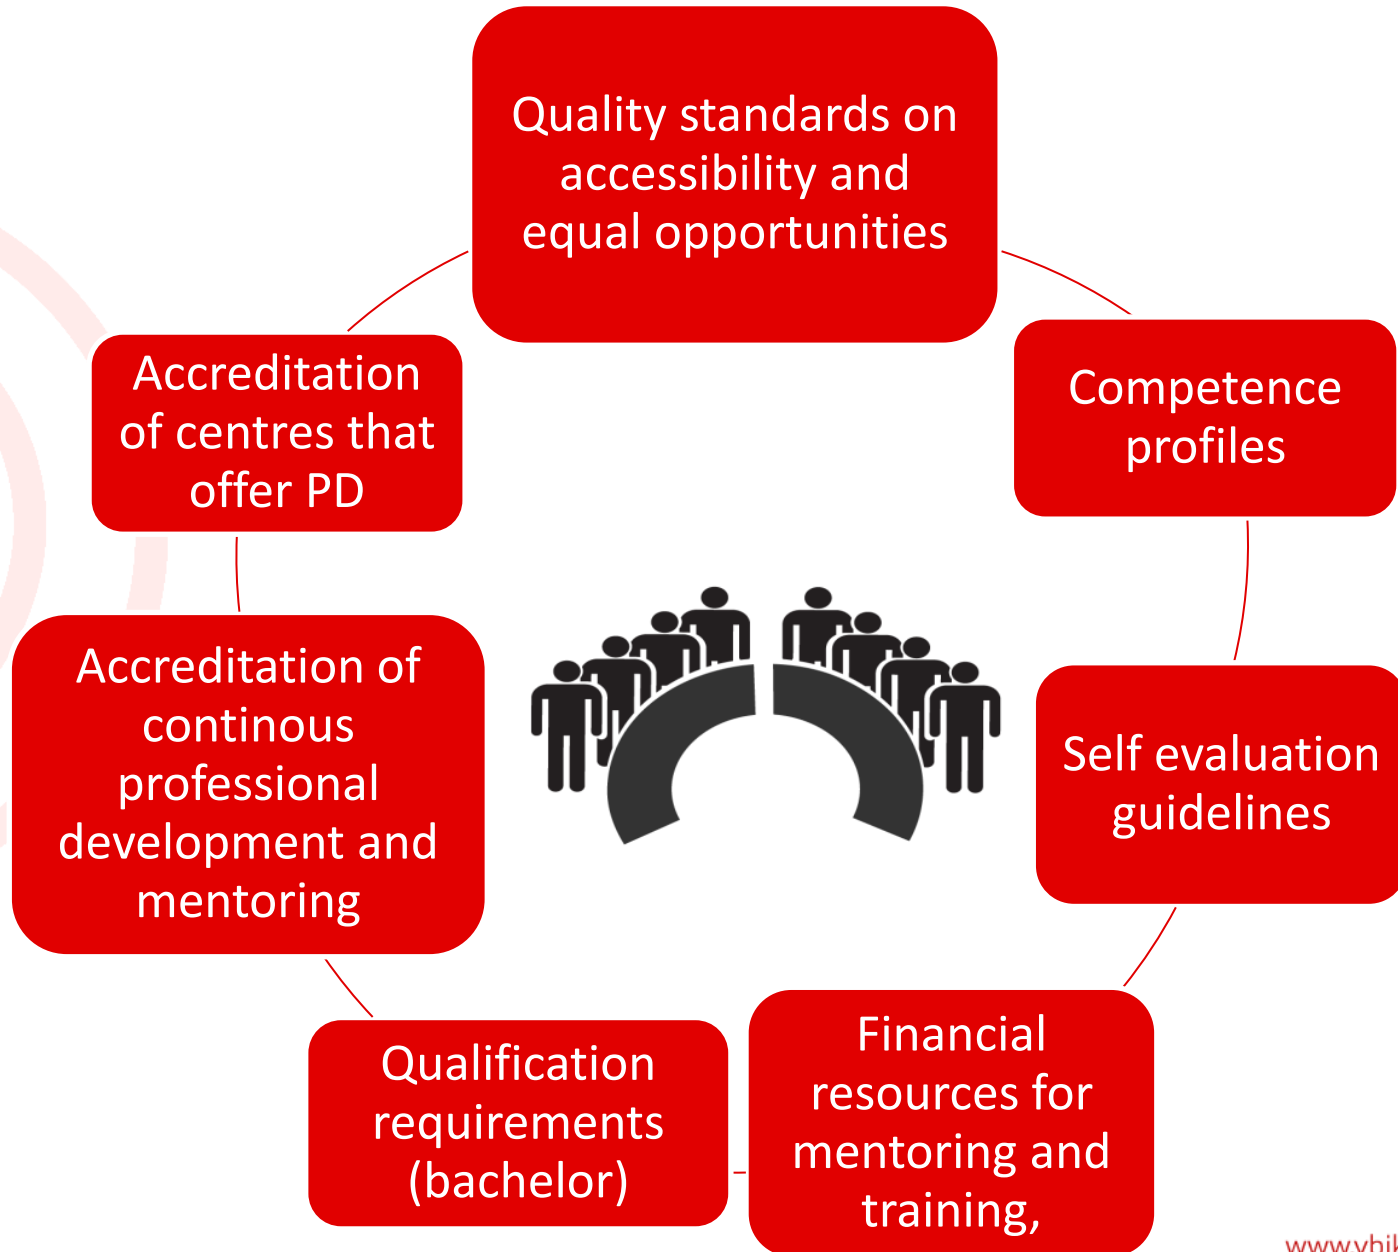 Quality standards on
accessibility and
equal opportunities
Competence
profiles
Self evaluation
guidelines
Financial
resources for
mentoring and
training,
Qualification
requirements
(bachelor)
Accreditation of
continous
professional
development and
mentoring
Accreditation
of centres that
offer PD